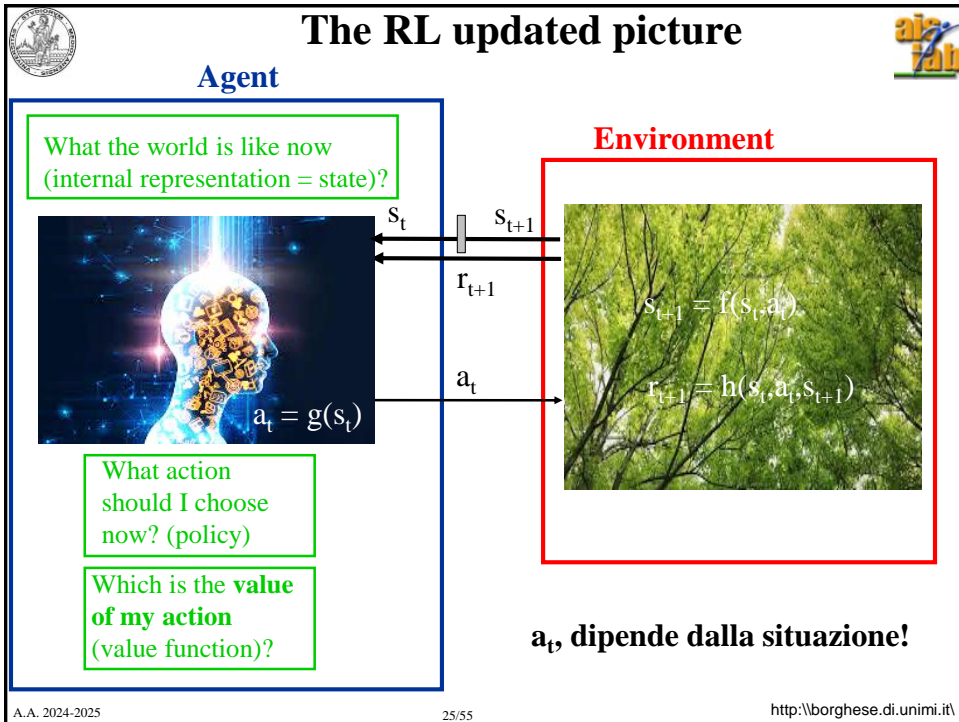 The RL updated picture
Agent
What the world is like now
(internal representation = state)?
Environment
sₜ
sₜ₊₁
rₜ₊₁
sₜ₊₁ = f(sₜ,aₜ)
aₜ
rₜ₊₁ = h(sₜ,aₜ,sₜ₊₁)
aₜ = g(sₜ)
What action
should I choose
now? (policy)
Which is the value
of my action
(value function)?
aₜ, dipende dalla situazione!
A.A. 2024-2025
25/55
http:\\borghese.di.unimi.it\